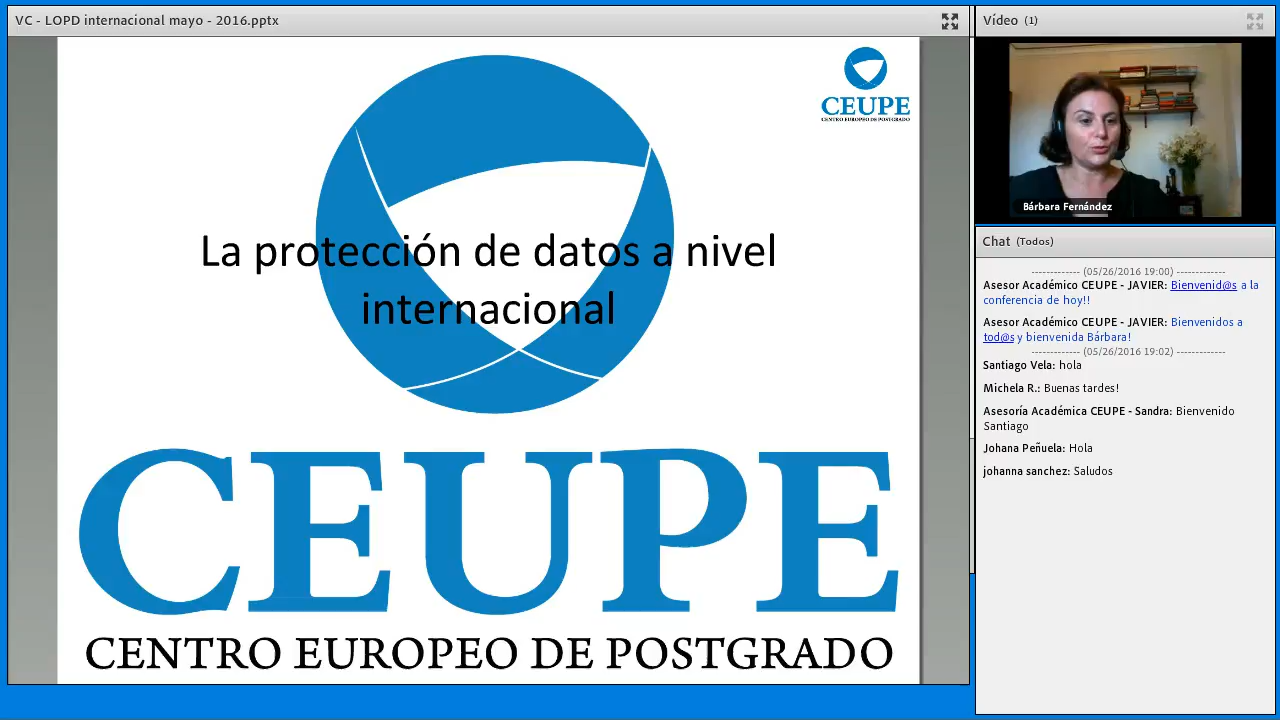 VC - LOPD internacional mayo - 2016.pptx
CEUPE
CENTRO EUROPEO DE POSTGRADO
La protección de datos a nivel
internacional
CEUPE
CENTRO EUROPEO DE POSTGRADO
Vídeo (1)
Bárbara Fernández
Chat (Todos)
------------- (05/26/2016 19:00) -------------
Asesor Académico CEUPE - JAVIER: Bienvenid@s a la
conferencia de hoy!!
Asesor Académico CEUPE - JAVIER: Bienvenidos a
tod@s y bienvenida Bárbara!
------------- (05/26/2016 19:02) -------------
Santiago Vela: hola
Michela R.: Buenas tardes!
Asesoría Académica CEUPE - Sandra: Bienvenido
Santiago
Johana Peñuela: Hola
johanna sanchez: Saludos